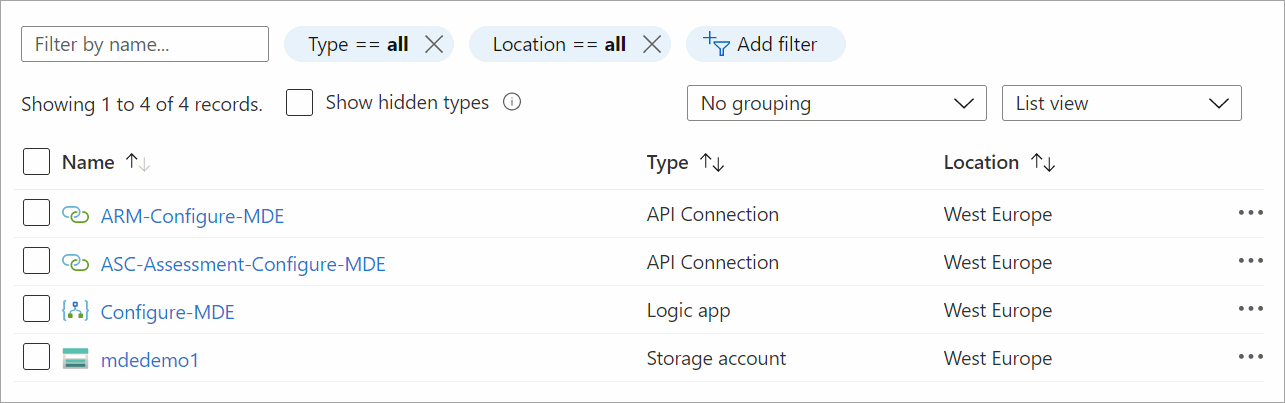 Filter by name... Type == all Location == all Add filter
Showing 1 to 4 of 4 records. Show hidden types No grouping List view
Name Type Location
ARM-Configure-MDE API Connection West Europe
ASC-Assessment-Configure-MDE API Connection West Europe
Configure-MDE Logic app West Europe
mdedemo1 Storage account West Europe